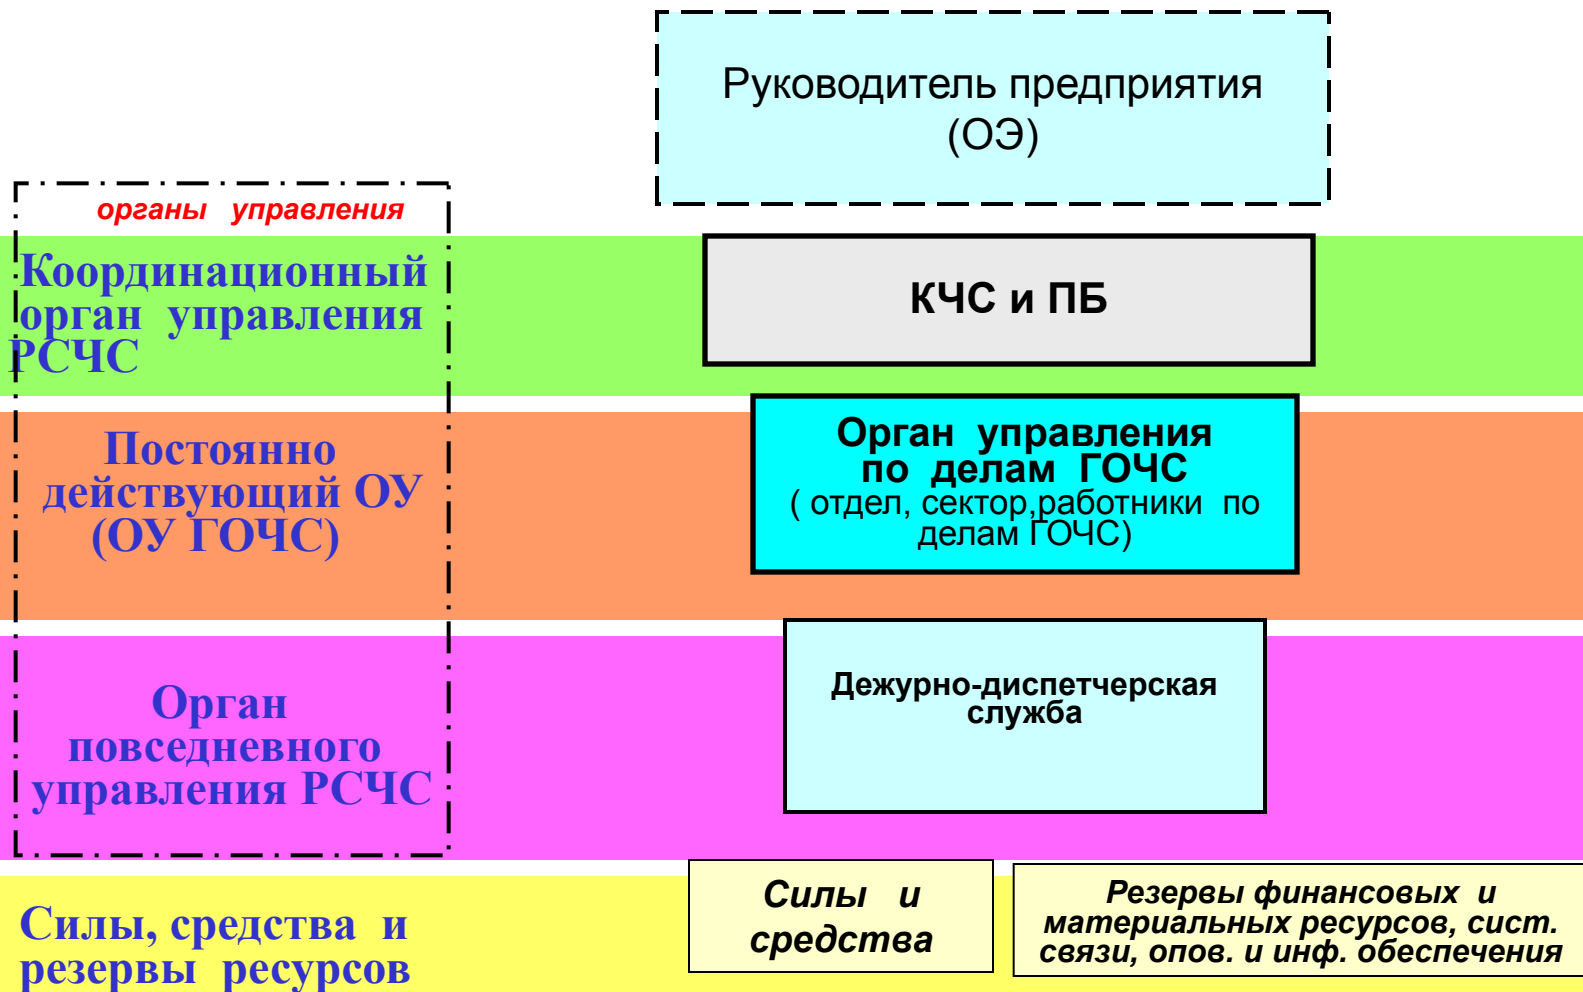 Руководитель предприятия
(ОЭ)
органы управления
Координационный
орган управления
РСЧС
КЧС и ПБ
Постоянно
действующий ОУ
(ОУ ГОЧС)
Орган управления
по делам ГОЧС
( отдел, сектор,работники по
делам ГОЧС)
Орган
повседневного
управления РСЧС
Дежурно-диспетчерская
служба
Силы, средства и
резервы ресурсов
Силы и
средства
Резервы финансовых и
материальных ресурсов, сист.
связи, опов. и инф. обеспечения